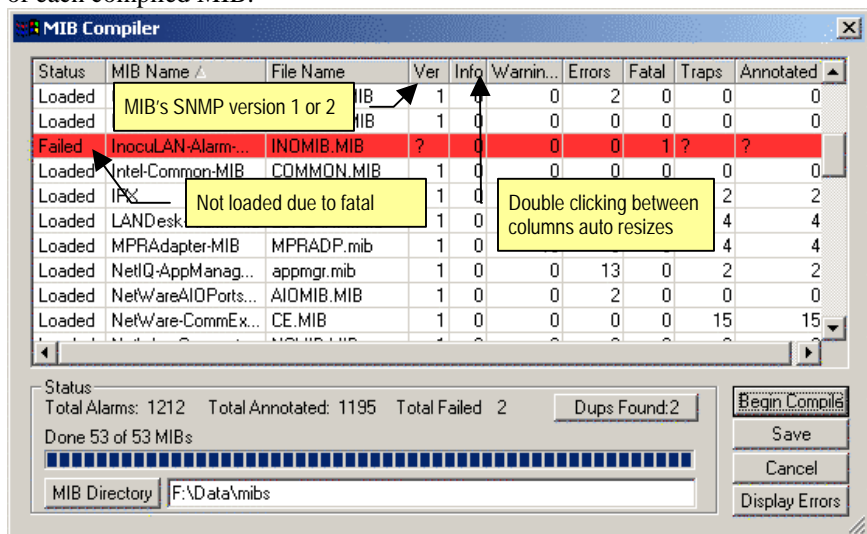 of each compiled MIB.
MIB Compiler
Status MIB Name File Name Ver Info Warnin... Errors Fatal Traps Annotated
Loaded IB 1 0 2 0 0 0
MIB's SNMP version 1 or 2
Loaded MIB 1 0 0 0 0 0
Failed InocuLAN-Alarm-... INOMIB.MIB ? 0 0 0 1 ? ?
Loaded Intel-Common-MIB COMMON.MIB 1 0 0 0 0 0 0
Loaded IPX 1 0 2 2
Not loaded due to fatal
Double clicking between
columns auto resizes
Loaded LANDesk 1 0 4 4
Loaded MPRAdapter-MIB MPRADP.mib 1 0 4 4
Loaded NetIQ-AppManag... appmgr.mib 1 0 0 13 0 2 2
Loaded NetWareAIOPorts... AIOMIB.MIB 1 0 0 2 0 0 0
Loaded NetWare-CommEx... CE.MIB 1 0 0 0 0 15 15
Status
Total Alarms: 1212 Total Annotated: 1195 Total Failed 2 Dups Found:2
Begin Compile
Done 53 of 53 MIBs
Save
Cancel
MIB Directory F:\Data\mibs
Display Errors